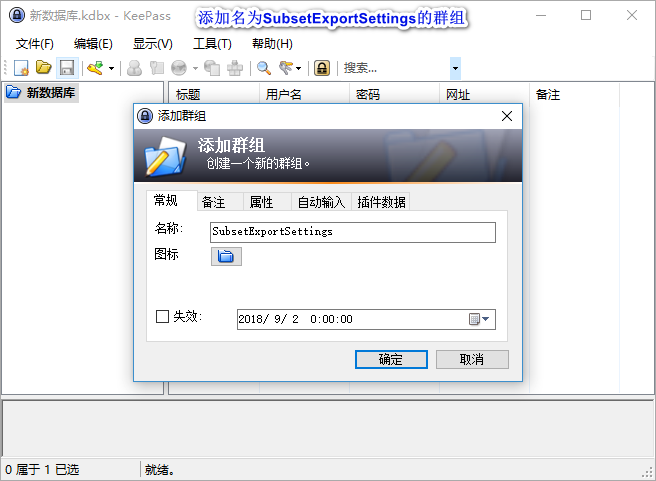 新数据库.kdbx - KeePass
添加名为SubsetExportSettings的群组
文件(F) 编辑(E) 显示(V) 工具(T) 帮助(H)
搜索...
新数据库
标题 用户名 密码 网址 备注
添加群组
添加群组
创建一个新的群组。
常规 备注 属性 自动输入 插件数据
名称: SubsetExportSettings
图标
失效: 2018/ 9/ 2 0:00:00
确定 取消
0 属于 1 已选 就绪。